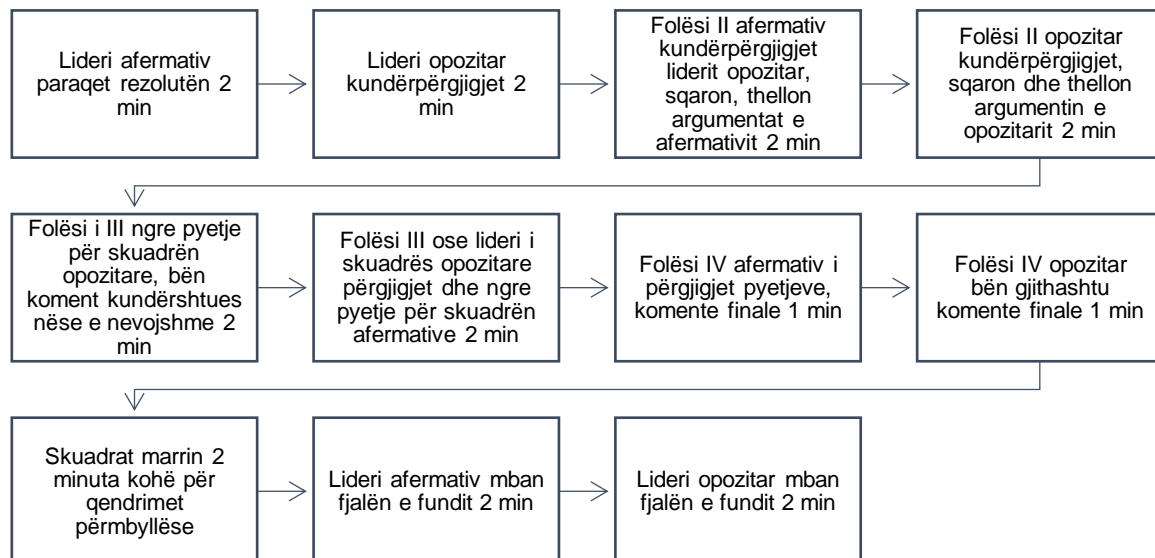 Lideri afermativ
paraqet rezolutën 2
min
Lideri opozitar
kundërpërgjigjet 2
min
Folësi II afermativ
kundërpërgjigjet
liderit opozitar,
sqaron, thellon
argumentat e
afermativit 2 min
Folësi II opozitar
kundërpërgjigjet,
sqaron dhe thellon
argumentin e
opozitarit 2 min
Folësi i III ngre pyetje
për skuadrën
opozitare, bën
koment kundërshtues
nëse e nevojshme 2
min
Folësi III ose lideri i
skuadrës opozitare
përgjigjet dhe ngre
pyetje për skuadrën
afermative 2 min
Folësi IV afermativ i
përgjigjet pyetjeve,
komente finale 1 min
Folësi IV opozitar
bën gjithashtu
komente finale 1 min
Skuadrat marrin 2
minuta kohë për
qendrimet
përmbyllëse
Lideri afermativ mban
fjalën e fundit 2 min
Lideri opozitar mban
fjalën e fundit 2 min